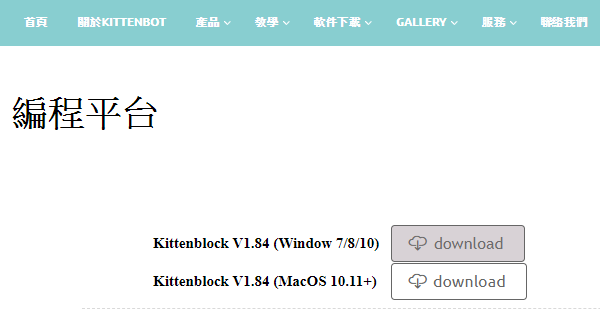 首頁 關於KITTENBOT 產品 教學 軟件下載 GALLERY 服務 聯絡我們
編程平台
Kittenblock V1.84 (Window 7/8/10) download
Kittenblock V1.84 (MacOS 10.11+) download